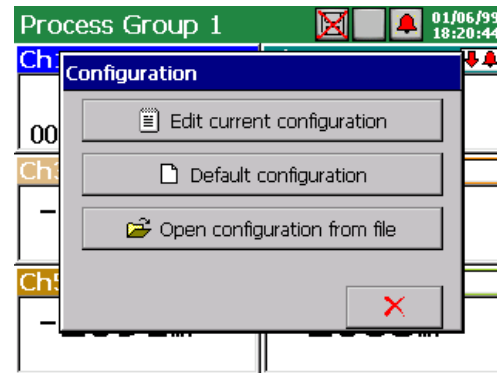 Process Group 1
01/06/99
18:20:44
Ch
Configuration
Edit current configuration
00
Default configuration
Ch3
Open configuration from file
Ch5